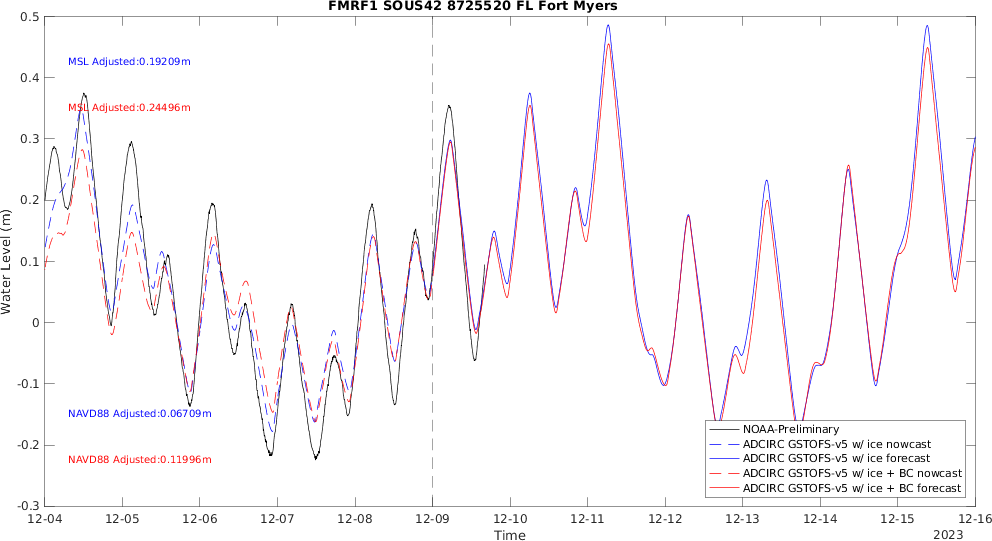 FMRF1 SOUS42 8725520 FL Fort Myers
0.5
0.4
0.3
0.2
0.1
0
-0.1
-0.2
-0.3
Water Level (m)
MSL Adjusted:0.19209m
MSL Adjusted:0.24496m
NAVD88 Adjusted:0.06709m
NAVD88 Adjusted:0.11996m
NOAA-Preliminary
ADCIRC GSTOFS-v5 w/ ice nowcast
ADCIRC GSTOFS-v5 w/ ice forecast
ADCIRC GSTOFS-v5 w/ ice + BC nowcast
ADCIRC GSTOFS-v5 w/ ice + BC forecast
12-04 12-05 12-06 12-07 12-08 12-09 12-10 12-11 12-12 12-13 12-14 12-15 12-16
Time
2023